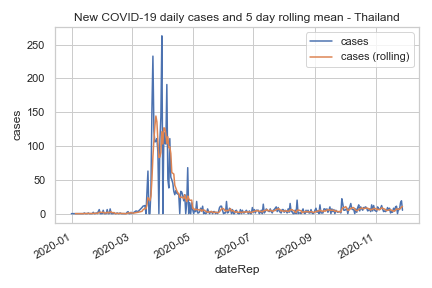 New COVID-19 daily cases and 5 day rolling mean - Thailand
cases
cases (rolling)
250
200
150
100
50
0
cases
2020-01
2020-03
2020-05
2020-07
2020-09
2020-11
dateRep